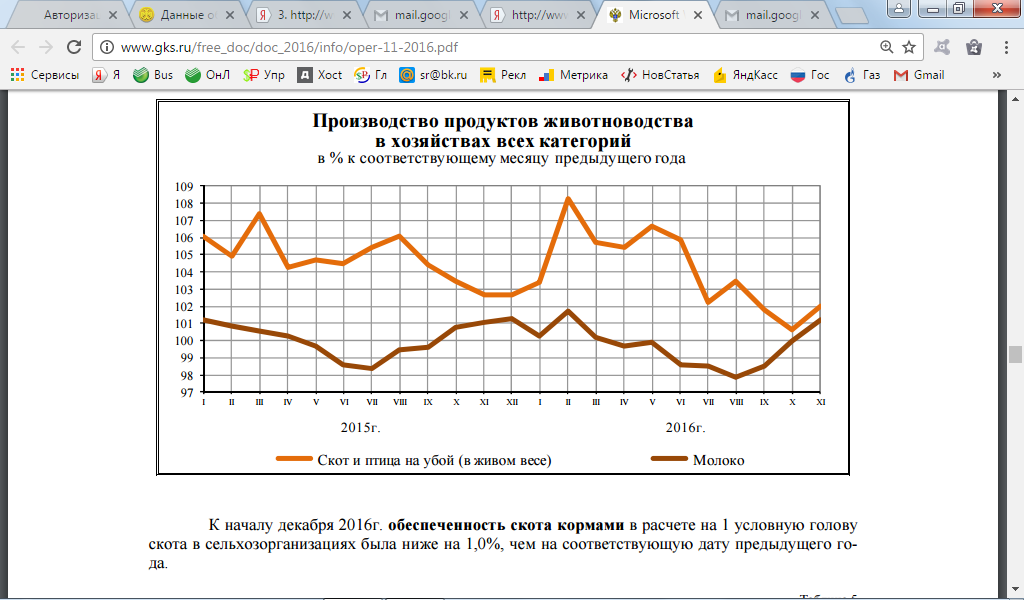 Авторизац
Данные о
3. http://w
mail.googl
http://ww
Microsoft
mail.googl
www.gks.ru/free_doc/doc_2016/info/oper-11-2016.pdf
Сервисы Я Bus ОнЛ Упр Хост Гл sr@bk.ru Рекл Метрика НовСтатья ЯндКасс Гос Газ Gmail »
Производство продуктов животноводства
в хозяйствах всех категорий
в % к соответствующему месяцу предыдущего года
109
108
107
106
105
104
103
102
101
100
99
98
97
I II III IV V VI VII VIII IX X XI XII I II III IV V VI VII VIII IX X XI
2015г. 2016г.
Скот и птица на убой (в живом весе) Молоко
К началу декабря 2016г. обеспеченность скота кормами в расчете на 1 условную голову
скота в сельхозорганизациях была ниже на 1,0%, чем на соответствующую дату предыдущего го-
да.